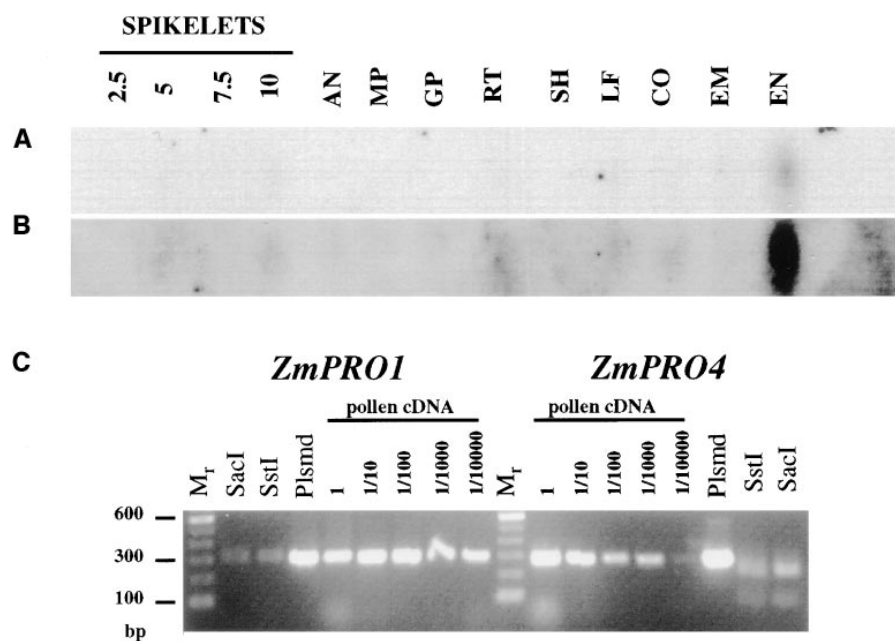 SPIKELETS
2.5 5 7.5 10 AN MP GP RT SH LF CO EM EN
A
B
C
ZmPRO1 ZmPRO4
pollen cDNA pollen cDNA
Mr SacI SstI Plsmd 1 1/10 1/100 1/1000 1/10000 Mr 1 1/10 1/100 1/1000 1/10000 Plsmd SstI SacI
600
300
100
bp